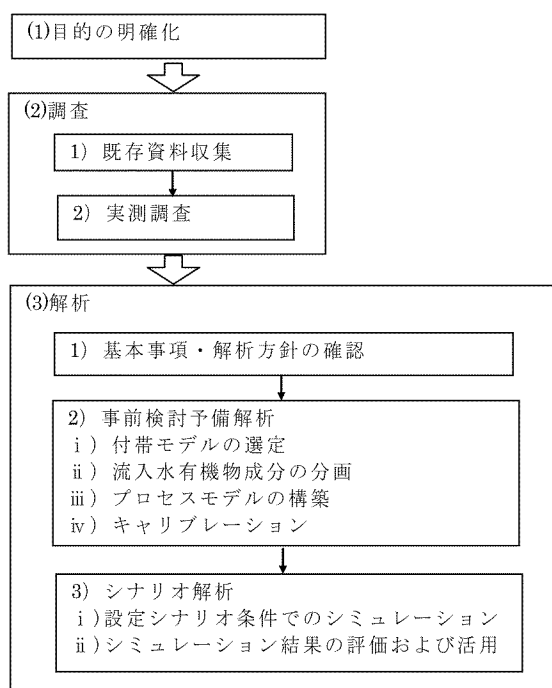 (1)目的の明確化
(2)調査
1) 既存資料収集
2) 実測調査
(3)解析
1) 基本事項・解析方針の確認
2) 事前検討予備解析
ⅰ) 付帯モデルの選定
ⅱ) 流入水有機物成分の分画
ⅲ) プロセスモデルの構築
ⅳ) キャリブレーション
3) シナリオ解析
ⅰ) 設定シナリオ条件でのシミュレーション
ⅱ) シミュレーション結果の評価および活用